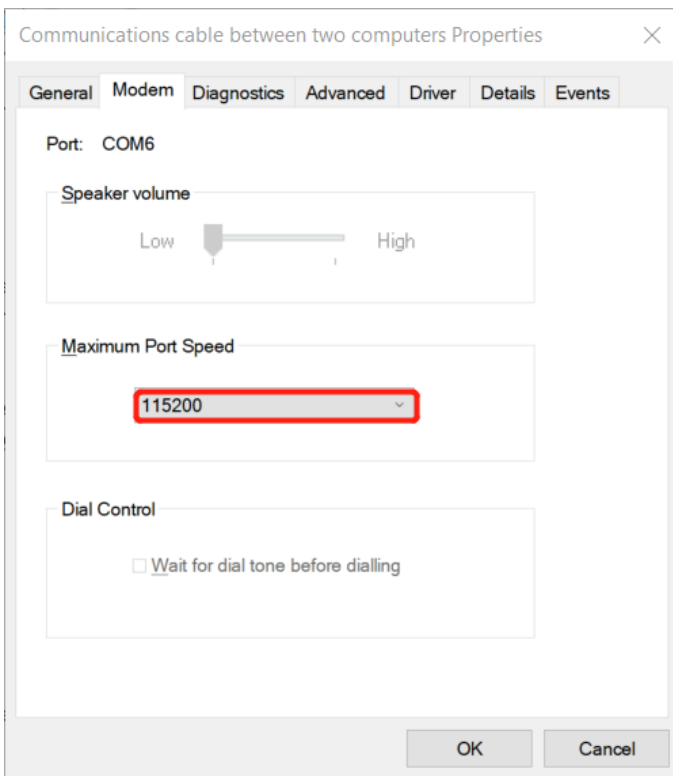 Communications cable between two computers Properties
General Modem Diagnostics Advanced Driver Details Events
Port: COM6
Speaker volume
Low High
Maximum Port Speed
115200
Dial Control
Wait for dial tone before dialling
OK Cancel